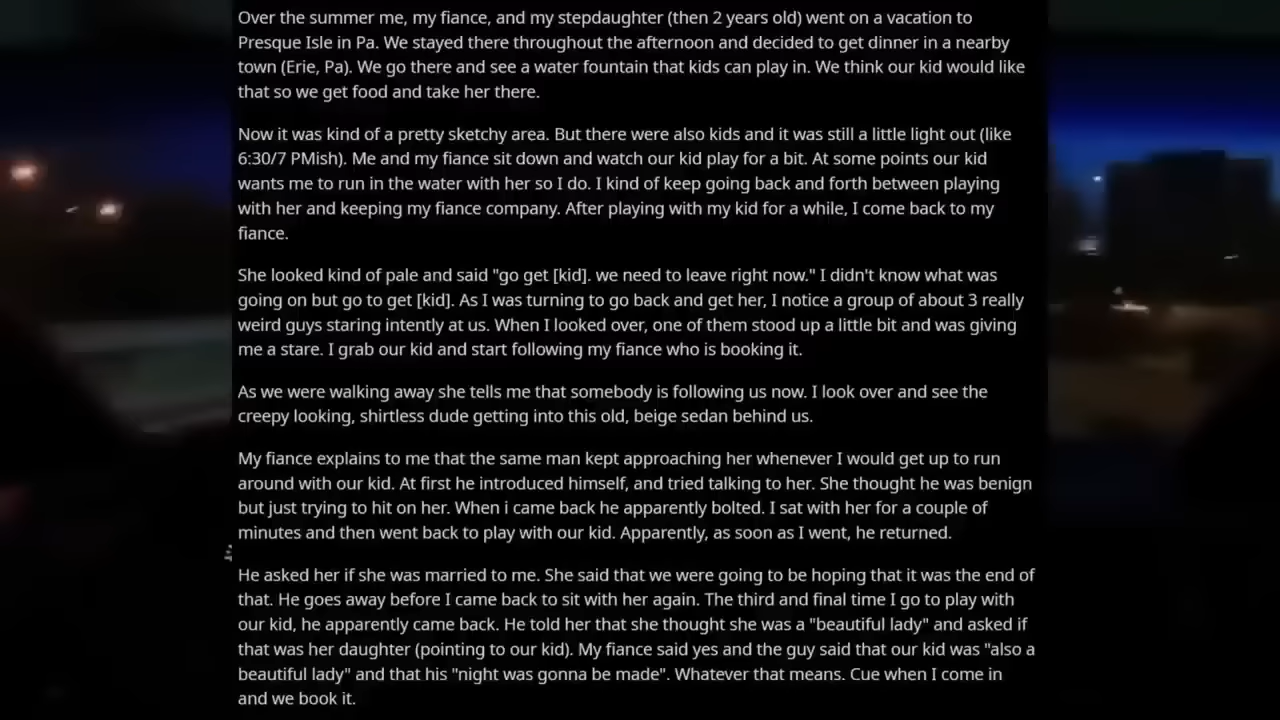 Over the summer me, my fiance, and my stepdaughter (then 2 years old) went on a vacation to
Presque Isle in Pa. We stayed there throughout the afternoon and decided to get dinner in a nearby
town (Erie, Pa). We go there and see a water fountain that kids can play in. We think our kid would like
that so we get food and take her there.
Now it was kind of a pretty sketchy area. But there were also kids and it was still a little light out (like
6:30/7 PMish). Me and my fiance sit down and watch our kid play for a bit. At some points our kid
wants me to run in the water with her so I do. I kind of keep going back and forth between playing
with her and keeping my fiance company. After playing with my kid for a while, I come back to my
fiance.
She looked kind of pale and said "go get [kid]. we need to leave right now." I didn't know what was
going on but go to get [kid]. As I was turning to go back and get her, I notice a group of about 3 really
weird guys staring intently at us. When I looked over, one of them stood up a little bit and was giving
me a stare. I grab our kid and start following my fiance who is booking it.
As we were walking away she tells me that somebody is following us now. I look over and see the
creepy looking, shirtless dude getting into this old, beige sedan behind us.
My fiance explains to me that the same man kept approaching her whenever I would get up to run
around with our kid. At first he introduced himself, and tried talking to her. She thought he was benign
but just trying to hit on her. When i came back he apparently bolted. I sat with her for a couple of
minutes and then went back to play with our kid. Apparently, as soon as I went, he returned.
He asked her if she was married to me. She said that we were going to be hoping that it was the end of
that. He goes away before I came back to sit with her again. The third and final time I go to play with
our kid, he apparently came back. He told her that she thought she was a "beautiful lady" and asked if
that was her daughter (pointing to our kid). My fiance said yes and the guy said that our kid was "also a
beautiful lady" and that his "night was gonna be made". Whatever that means. Cue when I come in
and we book it.